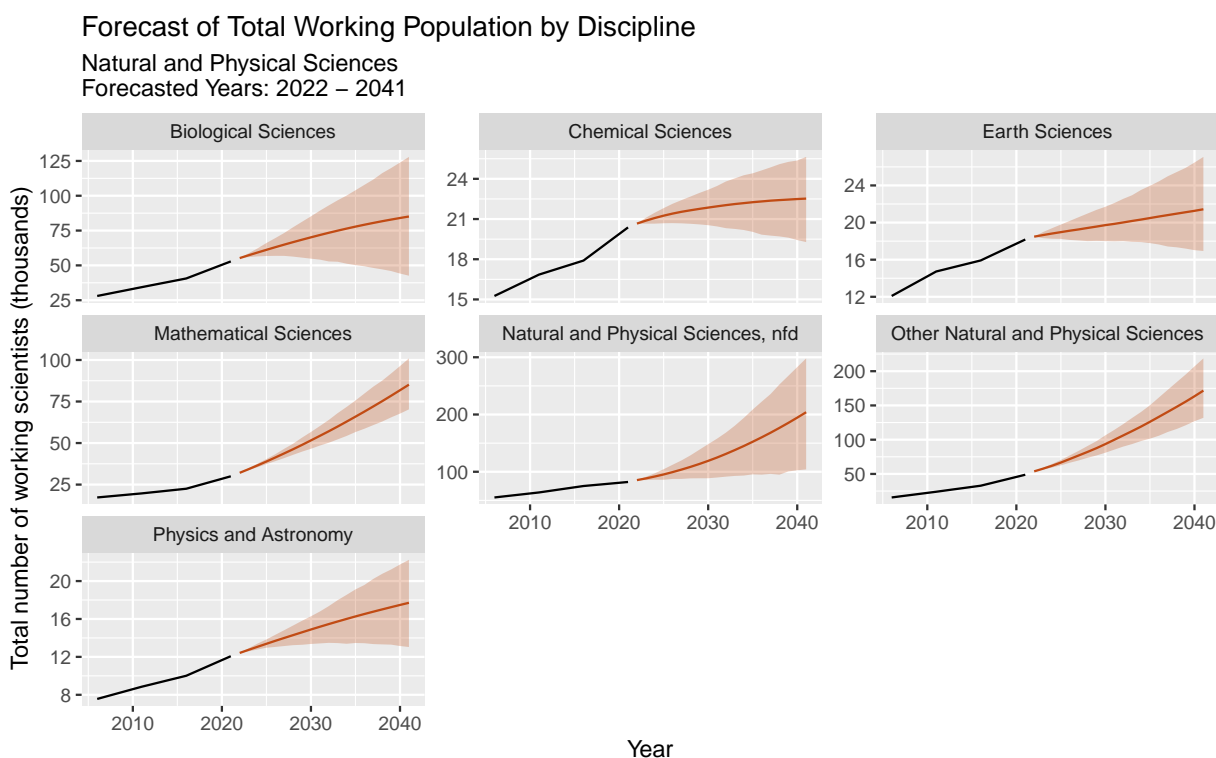 Forecast of Total Working Population by Discipline
Natural and Physical Sciences
Forecasted Years: 2022 – 2041
Total number of working scientists (thousands)
Biological Sciences
125
100
75
50
25
Chemical Sciences
24
21
18
15
Earth Sciences
24
20
16
12
Mathematical Sciences
100
75
50
25
Natural and Physical Sciences, nfd
300
200
100
2010 2020 2030 2040
Other Natural and Physical Sciences
200
150
100
50
2010 2020 2030 2040
Physics and Astronomy
20
16
12
8
2010 2020 2030 2040
Year